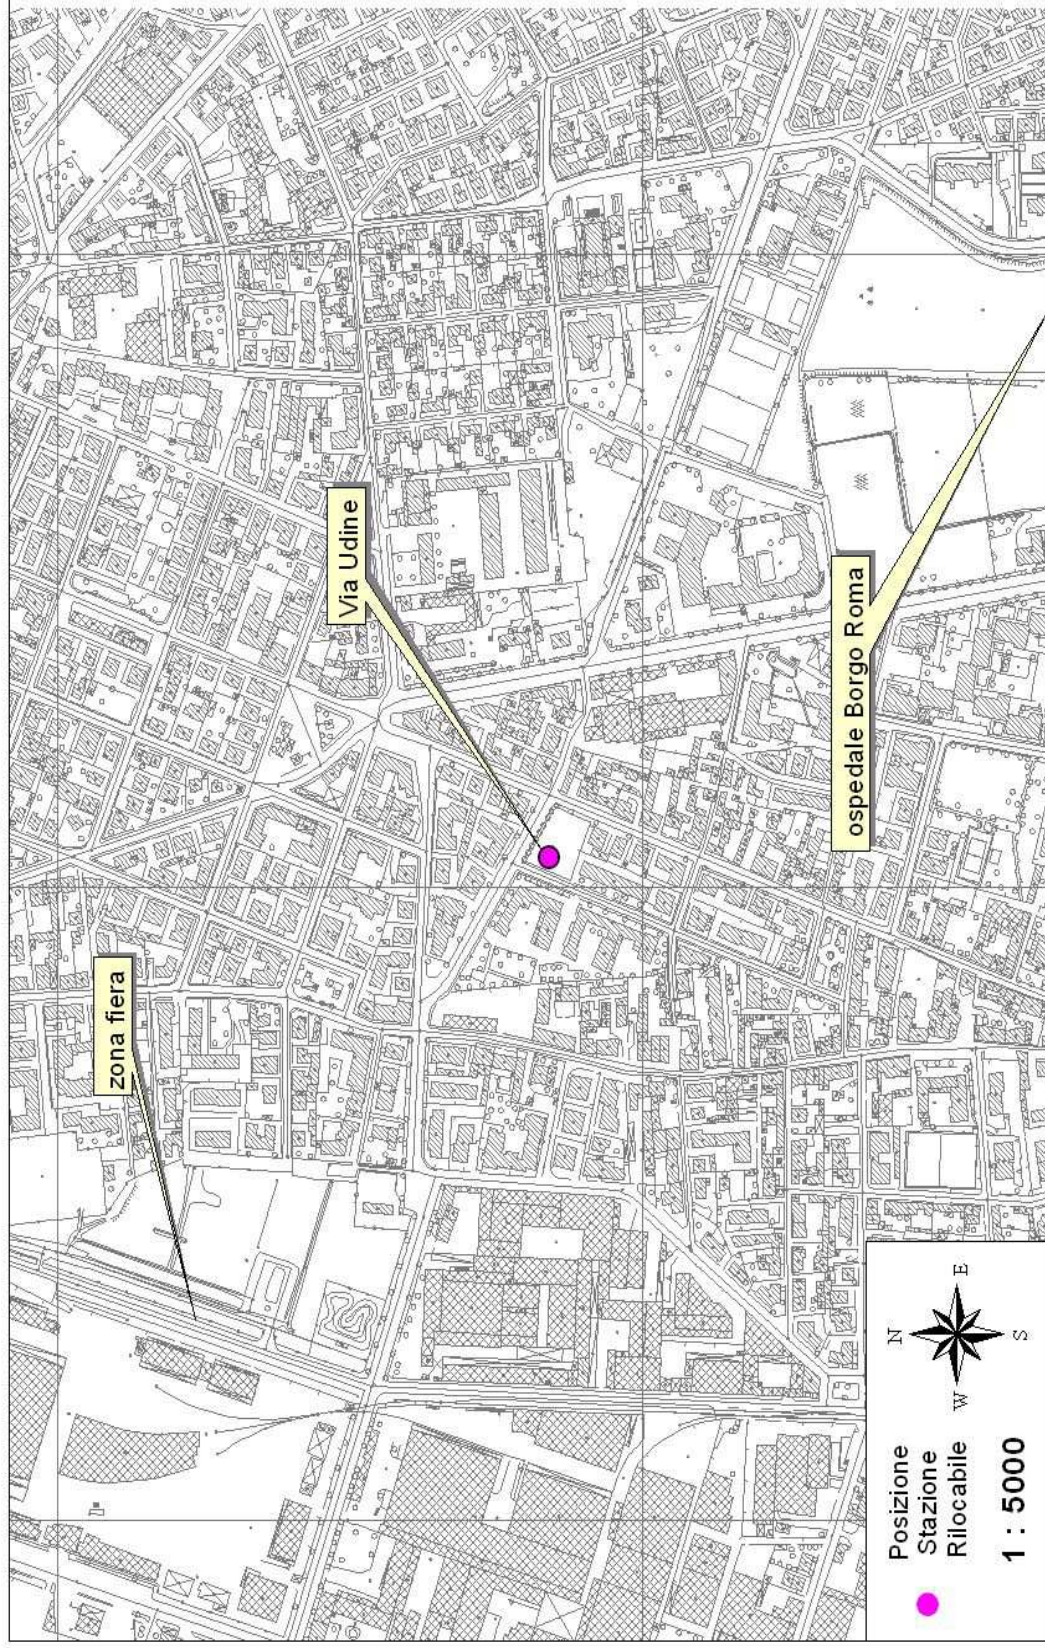 zona fiera
Via Udine
ospedale Borgo Roma
Posizione
Stazione
Rilocabile
1 : 5000
N
W
E
S